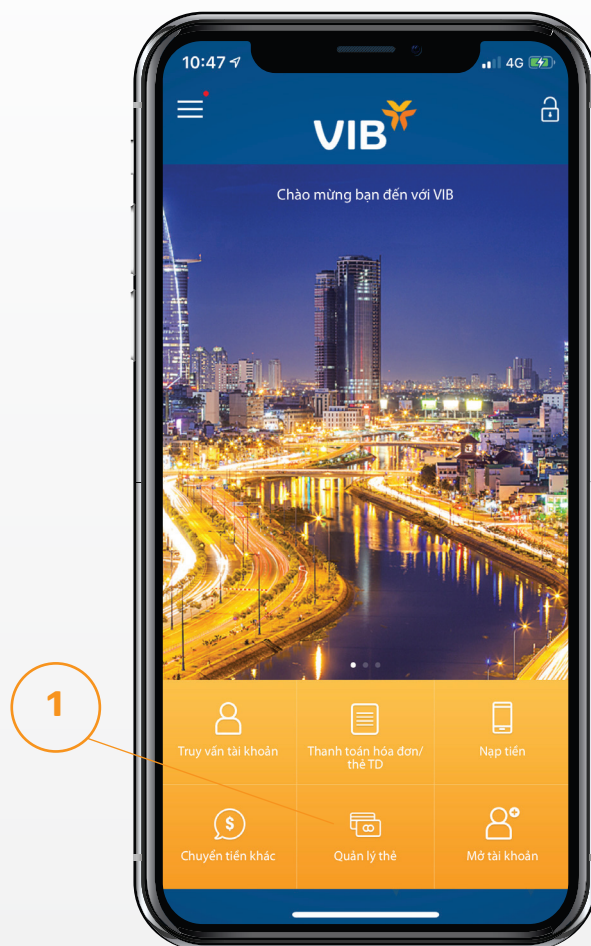 10:47
4G
VIB
Chào mừng bạn đến với VIB
1
Truy vấn tài khoản
Thanh toán hóa đơn/
thẻ TD
Nạp tiền
Chuyển tiền khác
Quản lý thẻ
Mở tài khoản